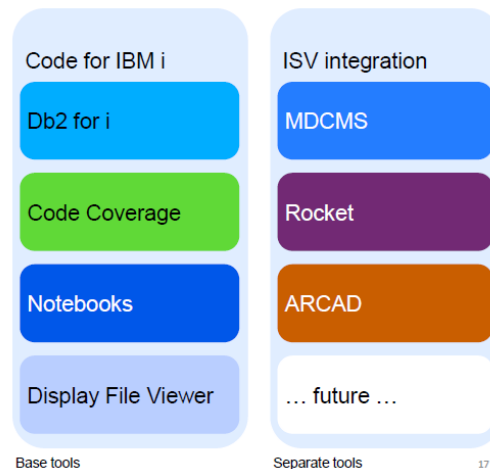 Code for IBM i
Db2 for i
Code Coverage
Notebooks
Display File Viewer
Base tools
ISV integration
MDCMS
Rocket
ARCAD
... future ...
Separate tools
17